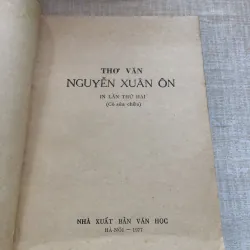 THƠ VĂN
NGUYỄN XUÂN ÔN
IN LẦN THỨ HAI
(Có sửa chữa)
NHÀ XUẤT BẢN VĂN HỌC
HÀ-NỘI — 1977